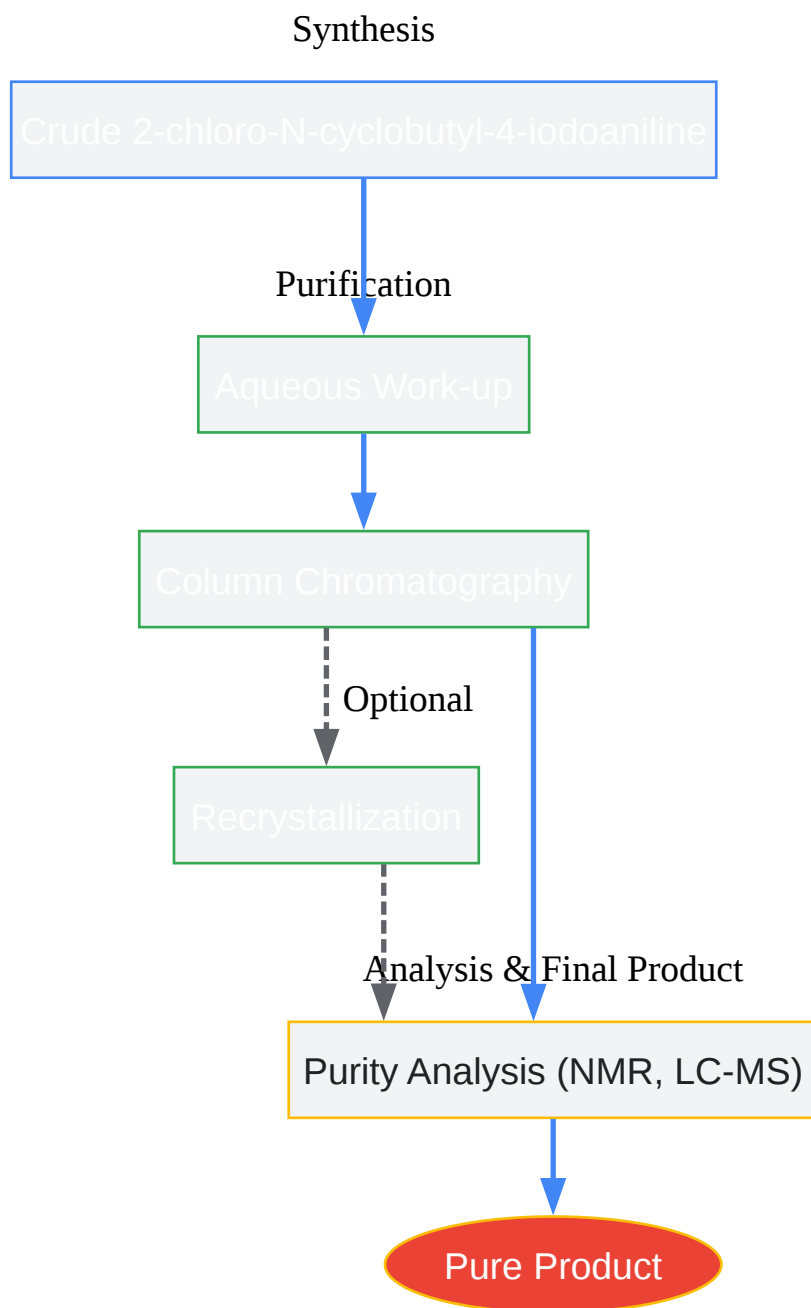 Synthesis
Crude 2-chloro-N-cyclobutyl-4-iodoaniline
Purification
Aqueous Work-up
Column Chromatography
Optional
Recrystallization
Analysis & Final Product
Purity Analysis (NMR, LC-MS)
Pure Product